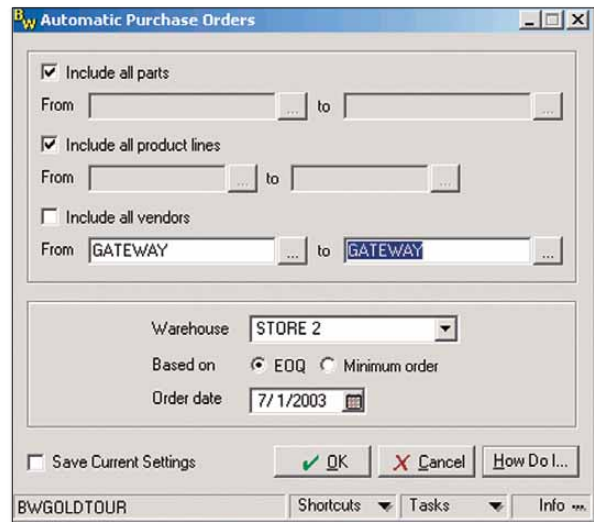 BW Automatic Purchase Orders
Include all parts
From ... to ...
Include all product lines
From ... to ...
Include all vendors
From GATEWAY ... to GATEWAY ...
Warehouse STORE 2
Based on EOQ Minimum order
Order date 7/1/2003
Save Current Settings OK Cancel How Do I...
BWGOLDTOUR Shortcuts Tasks Info ...